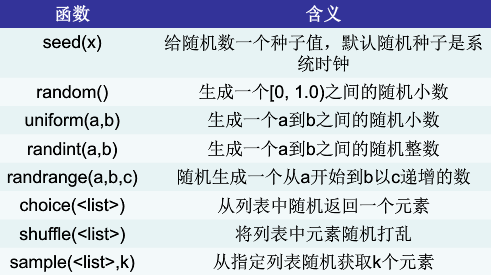 函数 含义
seed(x) 给随机数一个种子值，默认随机种子是系统时钟
random() 生成一个[0, 1.0)之间的随机小数
uniform(a,b) 生成一个a到b之间的随机小数
randint(a,b) 生成一个a到b之间的随机整数
randrange(a,b,c) 随机生成一个从a开始到b以c递增的数
choice(<list>) 从列表中随机返回一个元素
shuffle(<list>) 将列表中元素随机打乱
sample(<list>,k) 从指定列表随机获取k个元素